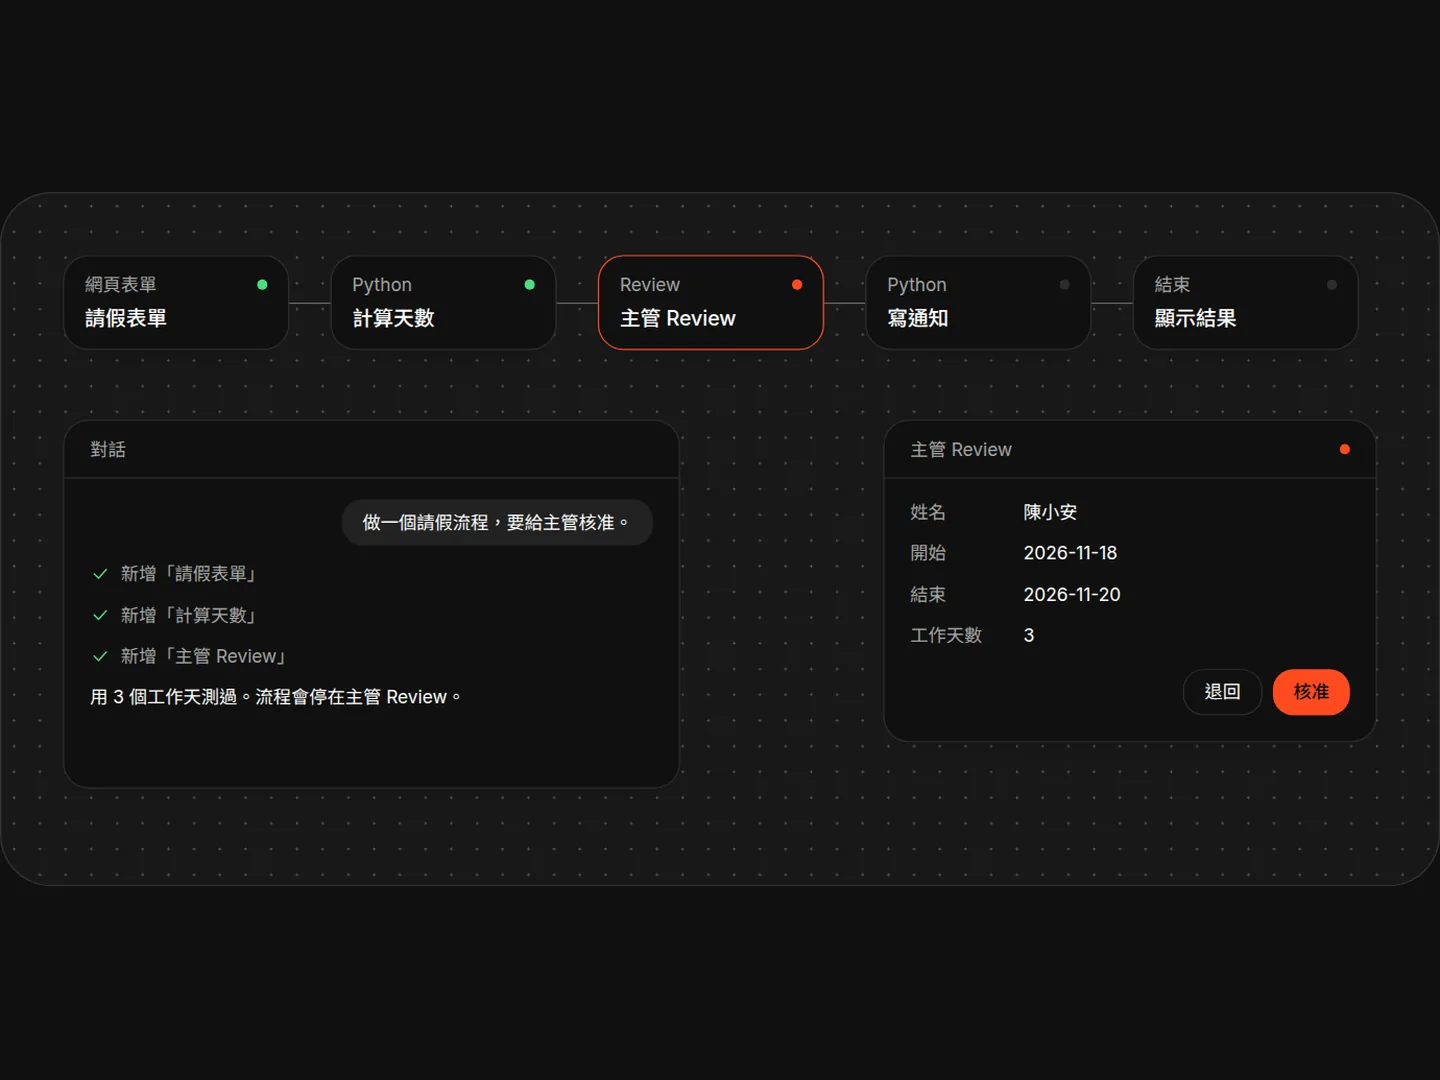 網頁表單
請假表單
Python
計算天數
Review
主管 Review
Python
寫通知
結束
顯示結果
對話
做一個請假流程，要給主管核准。
新增「請假表單」
新增「計算天數」
新增「主管 Review」
用 3 個工作天測過。流程會停在主管 Review。
主管 Review
姓名 陳小安
開始 2026-11-18
結束 2026-11-20
工作天數 3
退回 核准